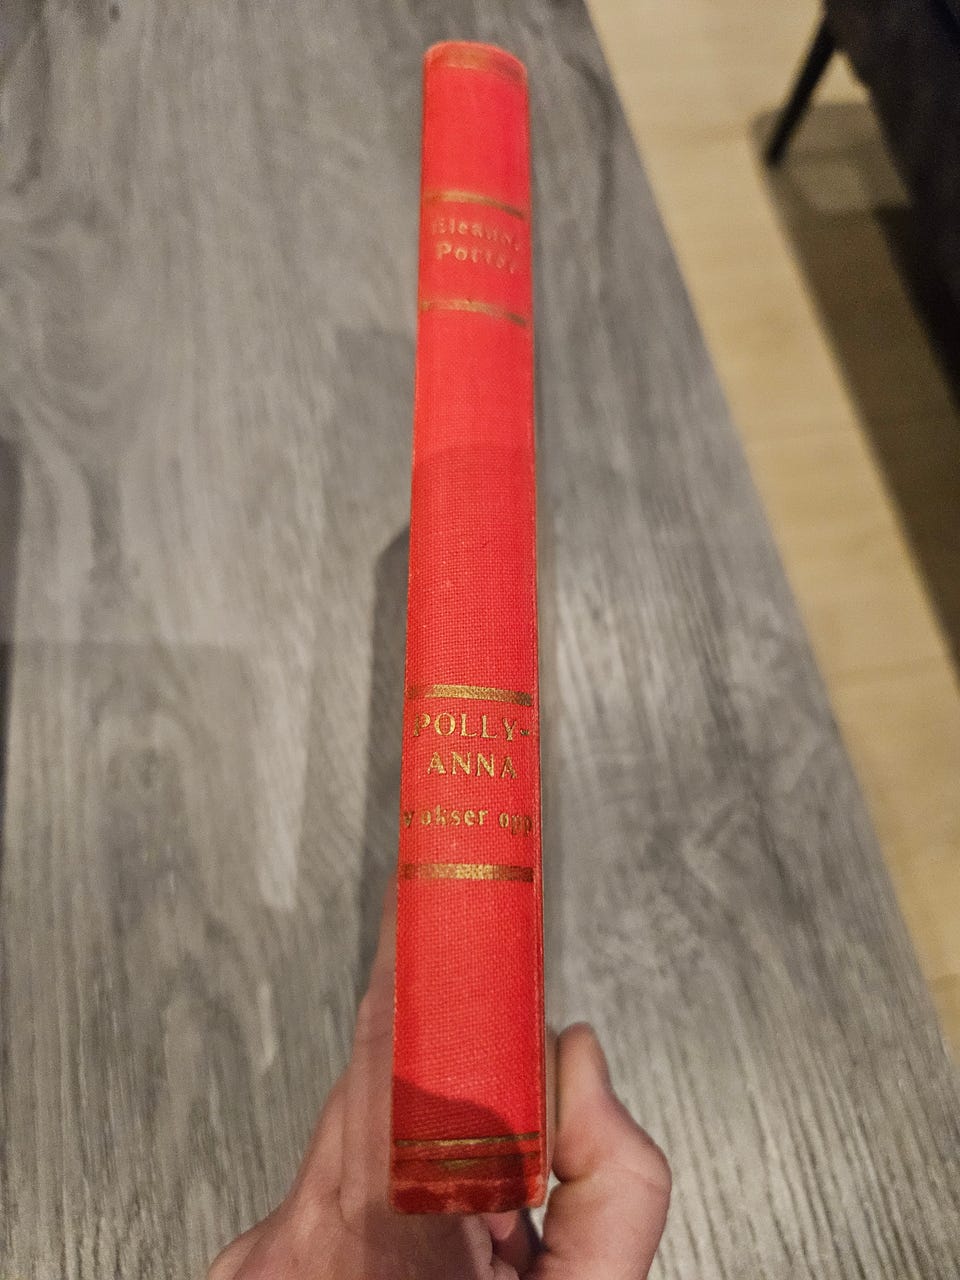 Eleanor
Porter
POLLY-
ANNA
vokser opp